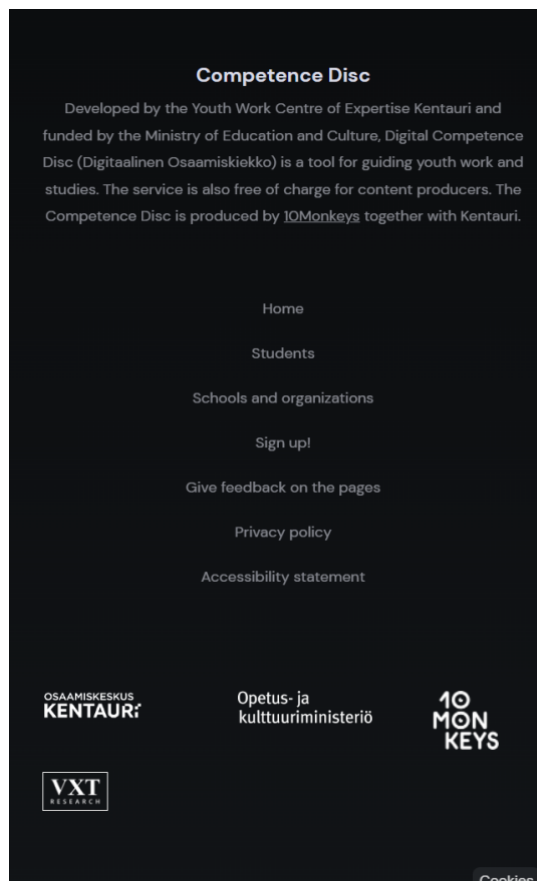 Competence Disc
Developed by the Youth Work Centre of Expertise Kentauri and
funded by the Ministry of Education and Culture, Digital Competence
Disc (Digitaalinen Osaamiskiekko) is a tool for guiding youth work and
studies. The service is also free of charge for content producers. The
Competence Disc is produced by 10Monkeys together with Kentauri.
Home
Students
Schools and organizations
Sign up!
Give feedback on the pages
Privacy policy
Accessibility statement
OSAAMISKESKUS
KENTAURi
Opetus- ja
kulttuuriministeriö
10
MON
KEYS
VXT
RESEARCH
Cookies